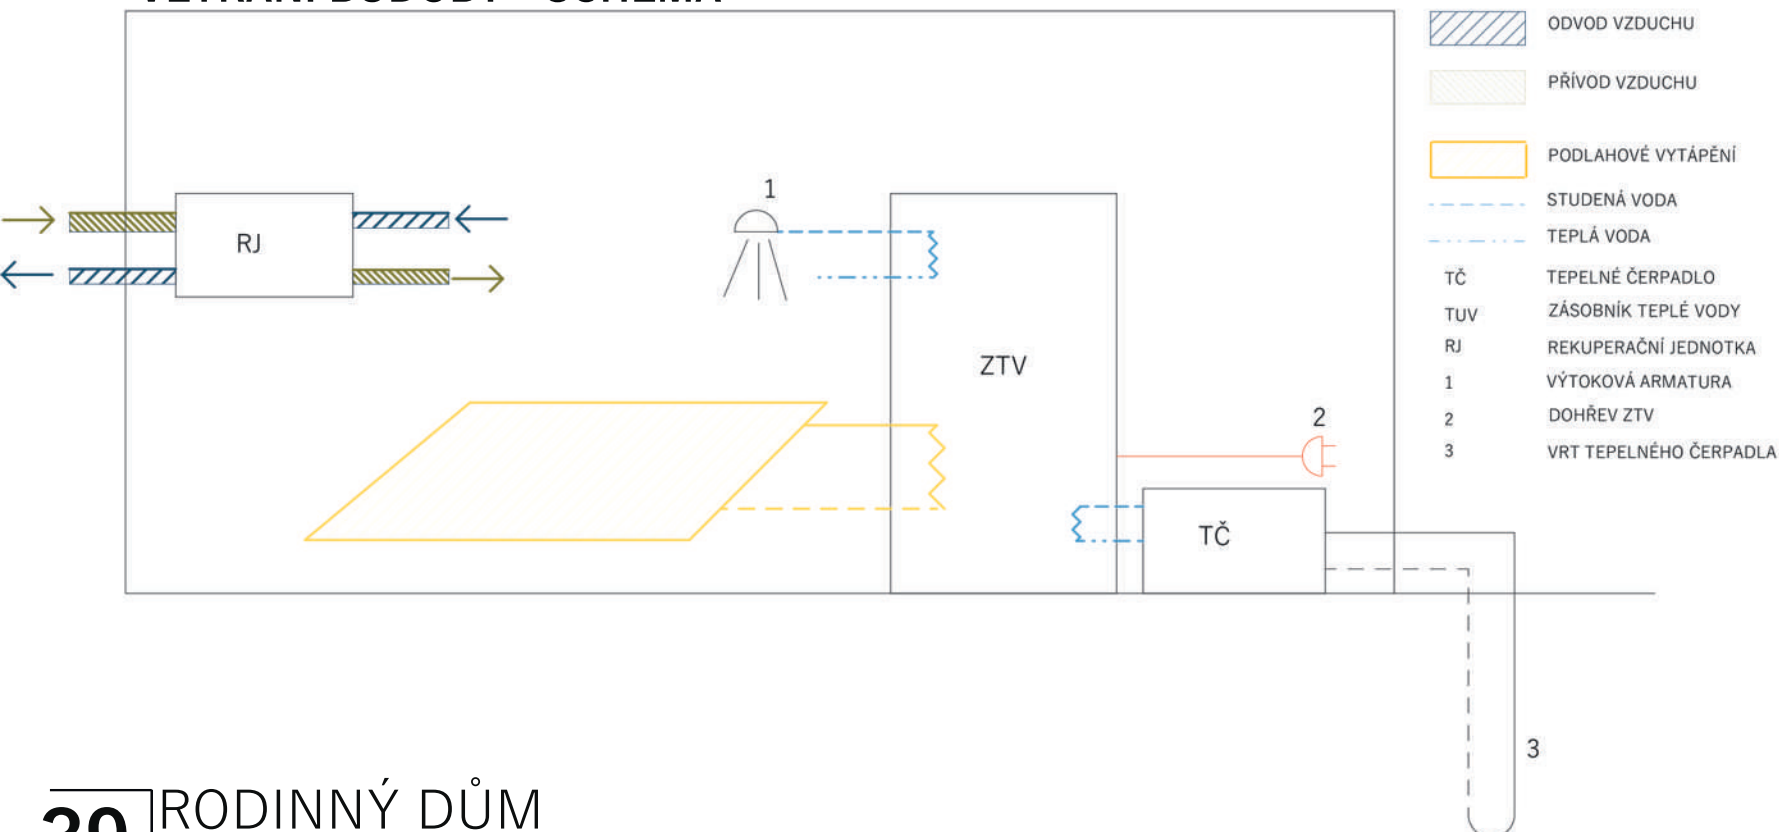 ODVOD VZDUCHU
PŘÍVOD VZDUCHU
PODLAHOVÉ VYTÁPĚNÍ
STUDENÁ VODA
TEPLÁ VODA
TČ TEPELNÉ ČERPADLO
TUV ZÁSOBNÍK TEPLÉ VODY
RJ REKUPERAČNÍ JEDNOTKA
1 VÝTOKOVÁ ARMATURA
2 DOHŘEV ZTV
3 VRT TEPELNÉHO ČERPADLA
1
RJ
ZTV
2
TČ
3
RODINNÝ DŮM